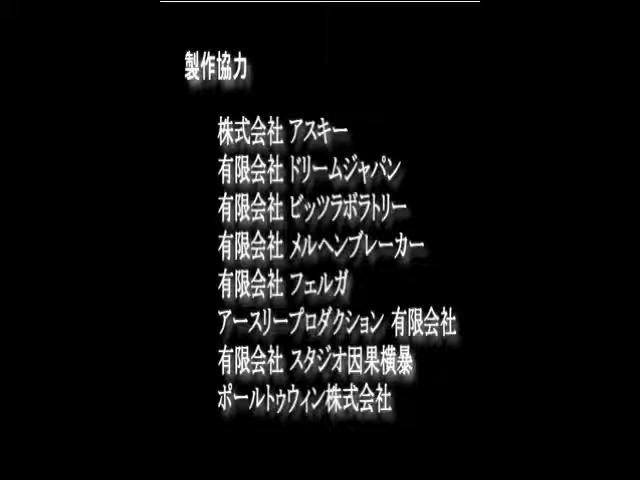 製作協力
株式会社 アスキー
有限会社 ドリームジャパン
有限会社 ビッツラボラトリー
有限会社 メルヘンブレーカー
有限会社 フェルガ
アースリープロダクション 有限会社
有限会社 スタジオ因果横暴
ポールトゥウィン株式会社